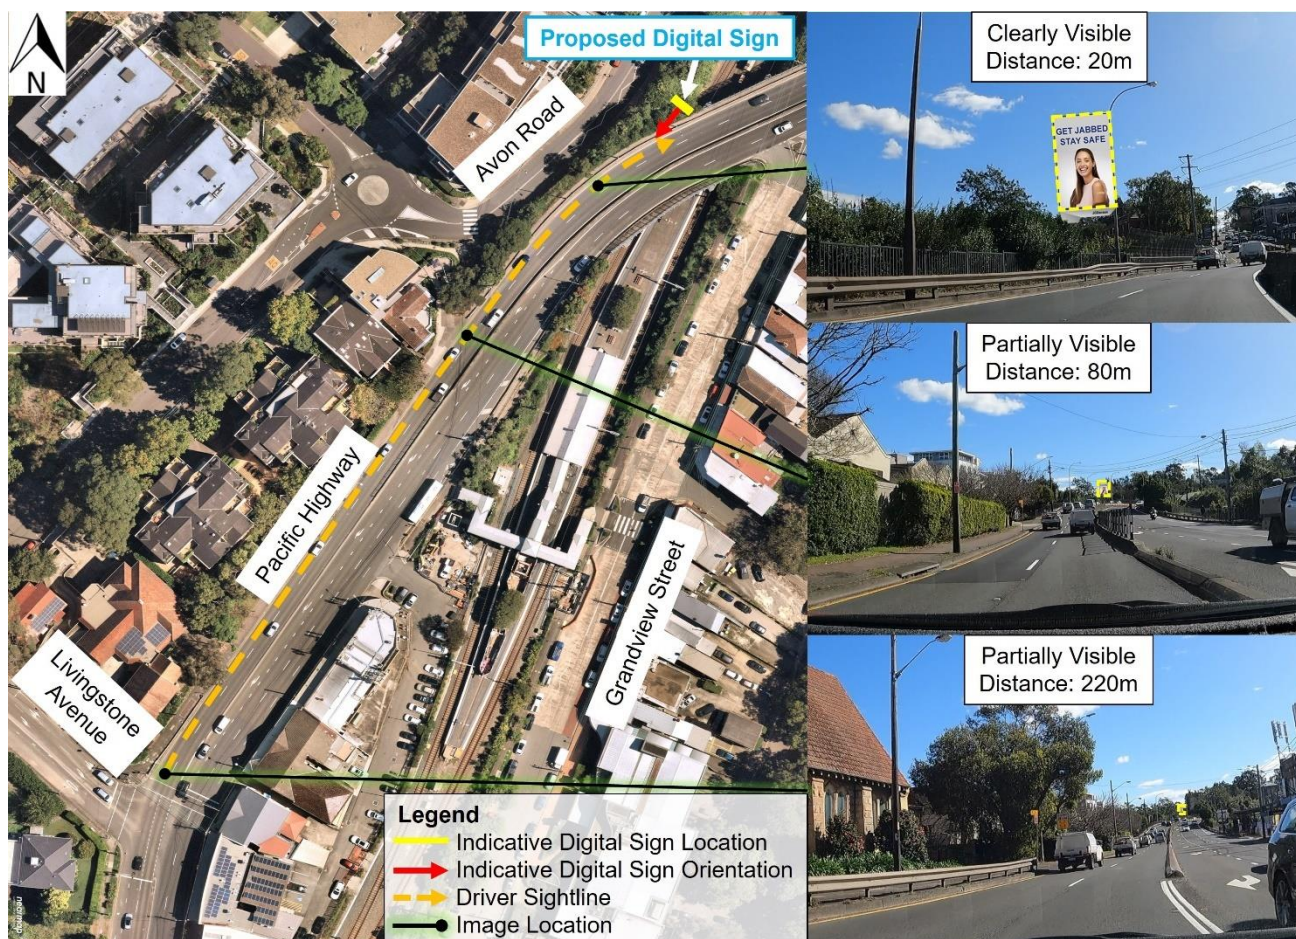 N
Proposed Digital Sign
Avon Road
Pacific Highway
Livingstone
Avenue
Grandview Street
Legend
Indicative Digital Sign Location
Indicative Digital Sign Orientation
Driver Sightline
Image Location
nearmap
Clearly Visible
Distance: 20m
GET JABBED
STAY SAFE
Partially Visible
Distance: 80m
Partially Visible
Distance: 220m